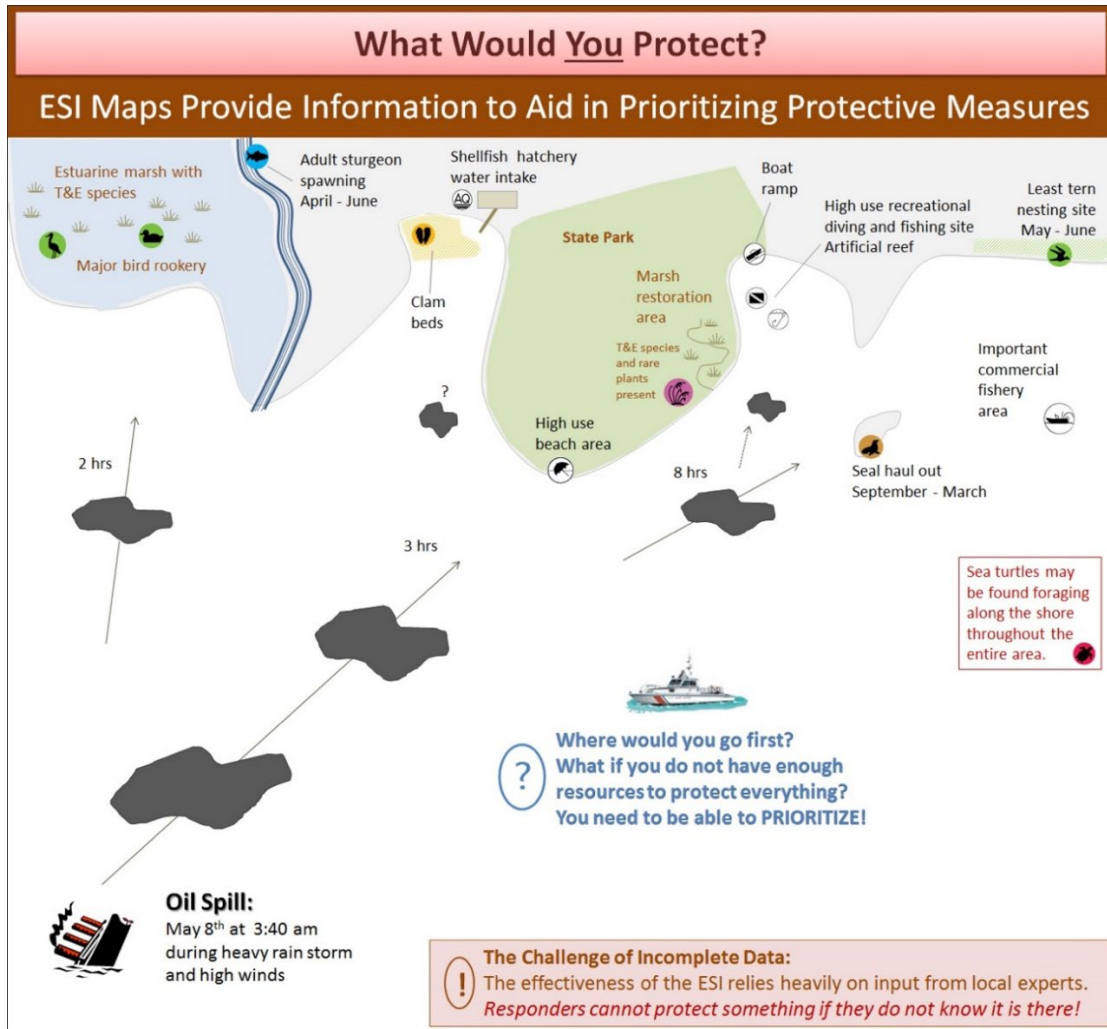 What Would You Protect?
ESI Maps Provide Information to Aid in Prioritizing Protective Measures
Estuarine marsh with
T&E species
Major bird rookery
Adult sturgeon
spawning
April - June
Shellfish hatchery
water intake
AQ
Clam
beds
State Park
Boat
ramp
High use recreational
diving and fishing site
Artificial reef
Least tern
nesting site
May - June
Marsh
restoration
area
T&E species
and rare
plants
present
Important
commercial
fishery
area
?
High use
beach area
2 hrs
8 hrs
Seal haul out
September - March
3 hrs
Sea turtles may
be found foraging
along the shore
throughout the
entire area.
?
Where would you go first?
What if you do not have enough
resources to protect everything?
You need to be able to PRIORITIZE!
Oil Spill:
May 8th at 3:40 am
during heavy rain storm
and high winds
!
The Challenge of Incomplete Data:
The effectiveness of the ESI relies heavily on input from local experts.
Responders cannot protect something if they do not know it is there!